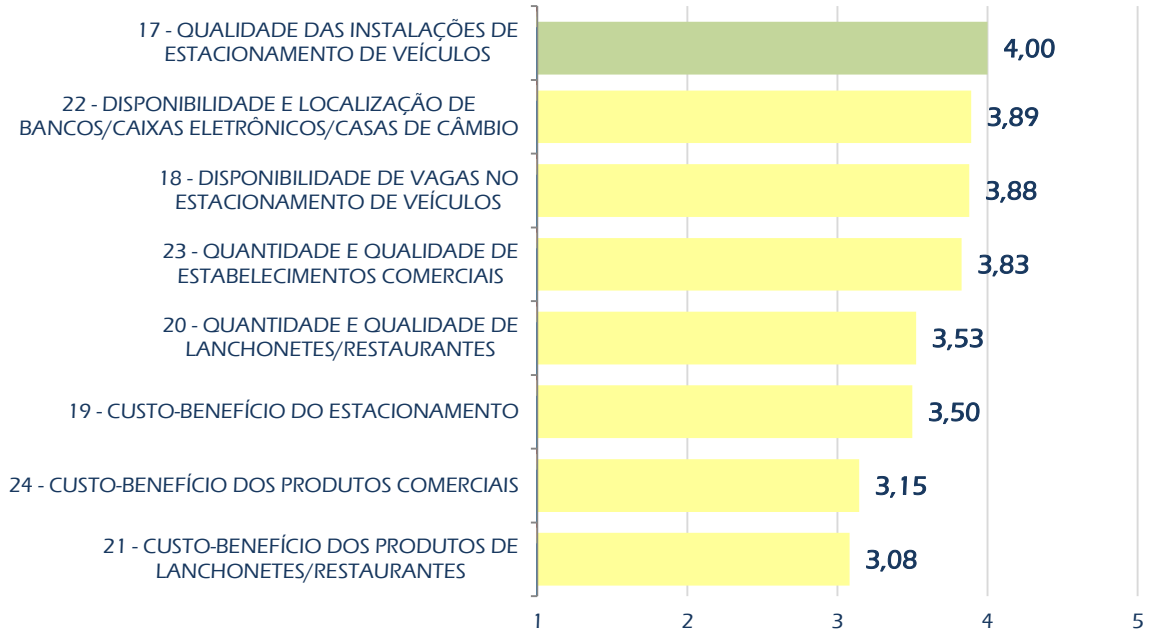 17 - QUALIDADE DAS INSTALAÇÕES DE
ESTACIONAMENTO DE VEÍCULOS
4,00
22 - DISPONIBILIDADE E LOCALIZAÇÃO DE
BANCOS/CAIXAS ELETRÔNICOS/CASAS DE CÂMBIO
3,89
18 - DISPONIBILIDADE DE VAGAS NO
ESTACIONAMENTO DE VEÍCULOS
3,88
23 - QUANTIDADE E QUALIDADE DE
ESTABELECIMENTOS COMERCIAIS
3,83
20 - QUANTIDADE E QUALIDADE DE
LANCHONETES/RESTAURANTES
3,53
19 - CUSTO-BENEFÍCIO DO ESTACIONAMENTO
3,50
24 - CUSTO-BENEFÍCIO DOS PRODUTOS COMERCIAIS
3,15
21 - CUSTO-BENEFÍCIO DOS PRODUTOS DE
LANCHONETES/RESTAURANTES
3,08
1 2 3 4 5